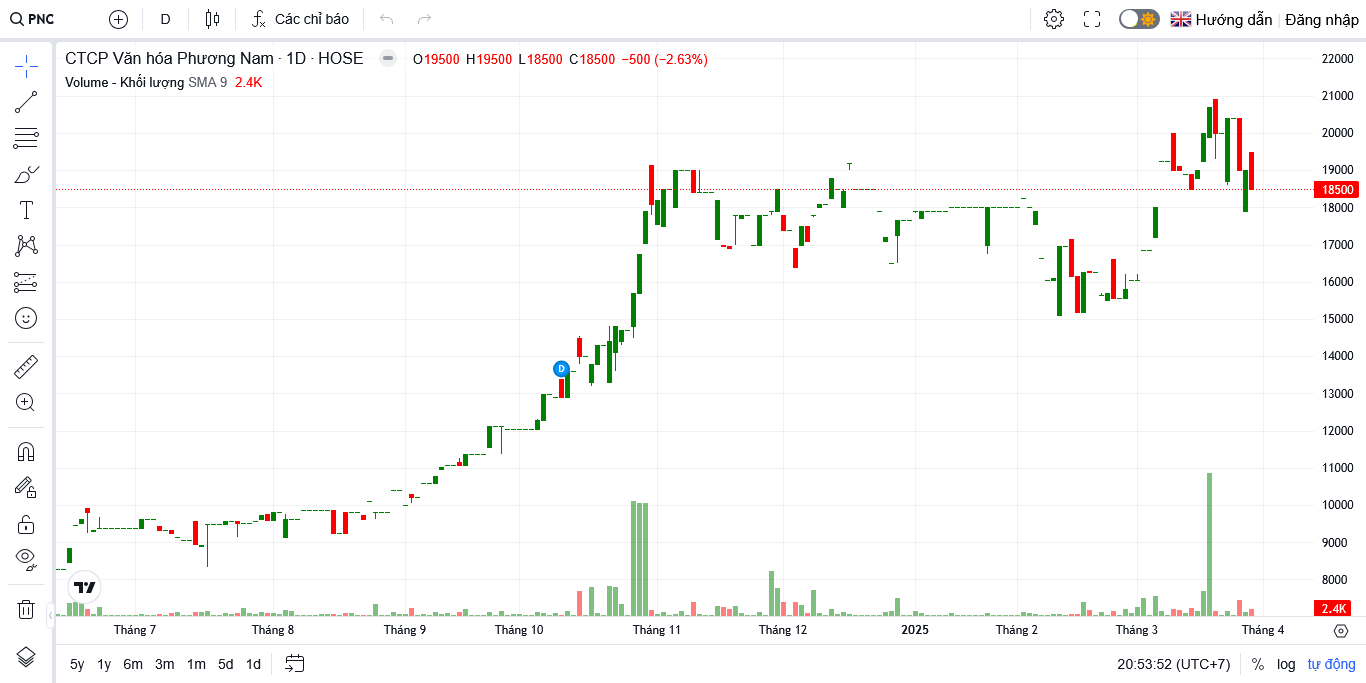 PNC
D
Các chỉ báo
Hướng dẫn
Đăng nhập
CTCP Văn hóa Phương Nam · 1D · HOSE
O19500 H19500 L18500 C18500 −500 (−2.63%)
Volume - Khối lượng SMA 9 2.4K
22000
21000
20000
19000
18500
18000
17000
16000
15000
14000
D
13000
12000
11000
10000
9000
8000
2.4K
Tháng 7
Tháng 8
Tháng 9
Tháng 10
Tháng 11
Tháng 12
2025
Tháng 2
Tháng 3
Tháng 4
5y 1y 6m 3m 1m 5d 1d
20:53:52 (UTC+7)
% log tự động